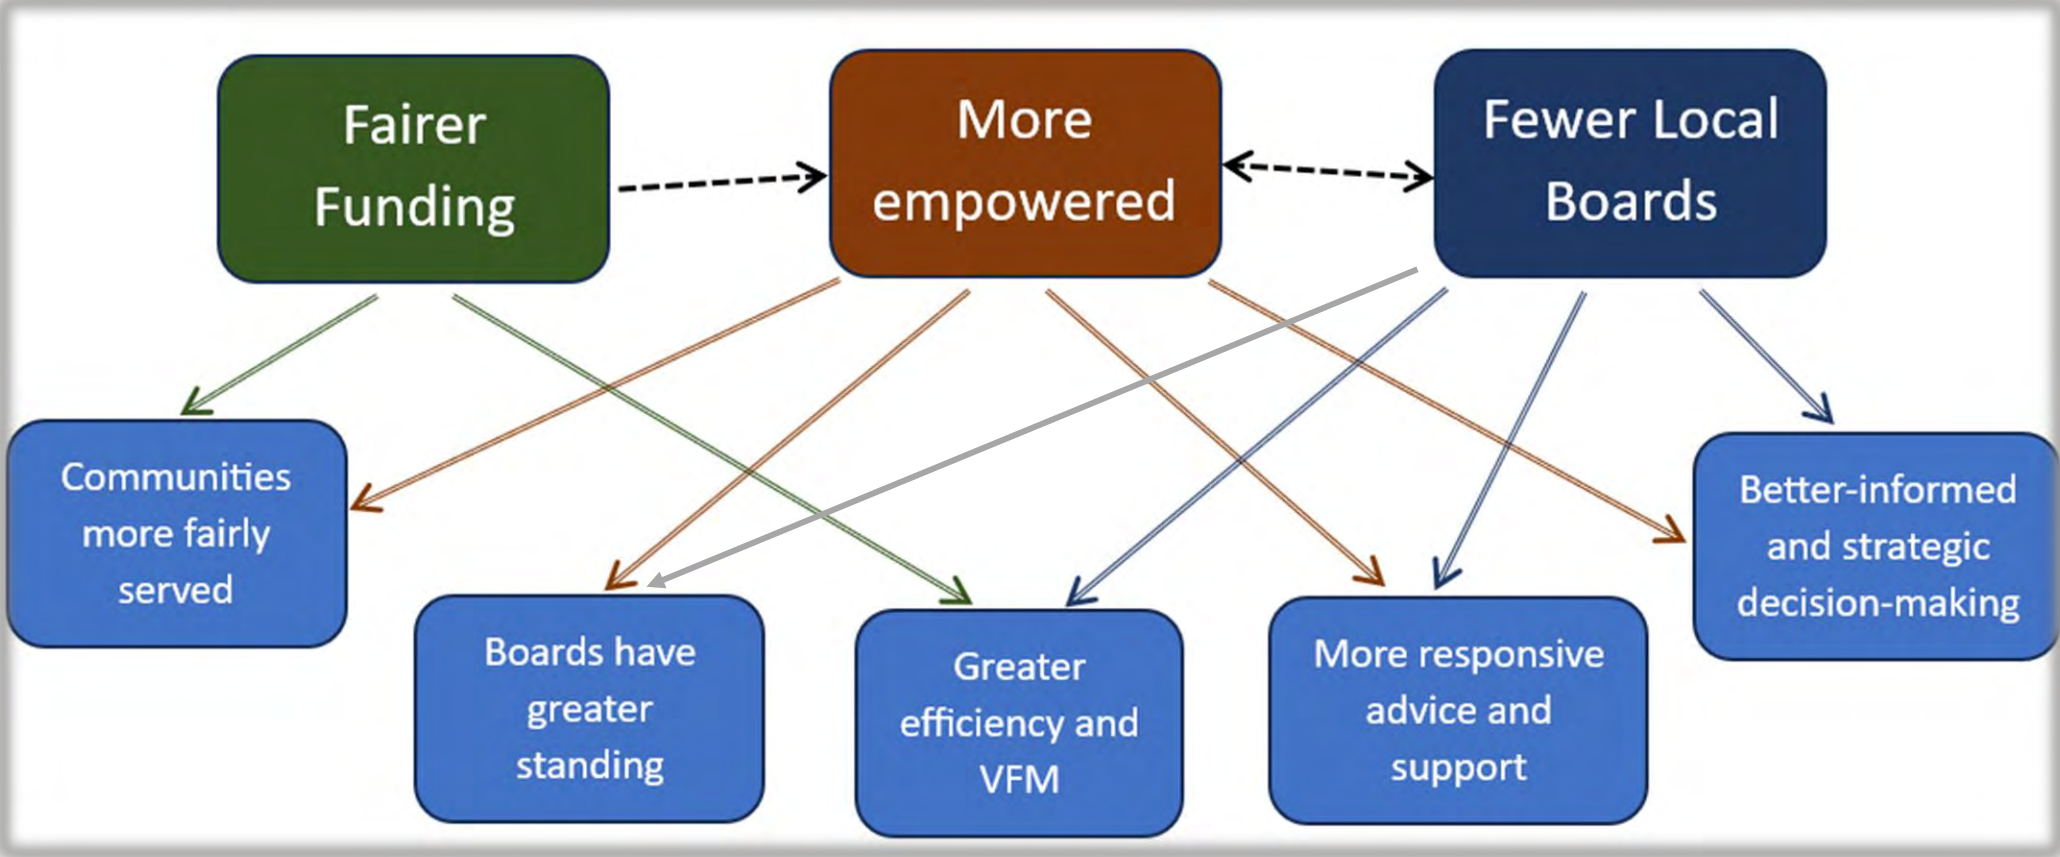 Fairer
Funding
More
empowered
Fewer Local
Boards
Communities
more fairly
served
Boards have
greater
standing
Greater
efficiency and
VFM
More responsive
advice and
support
Better-informed
and strategic
decision-making